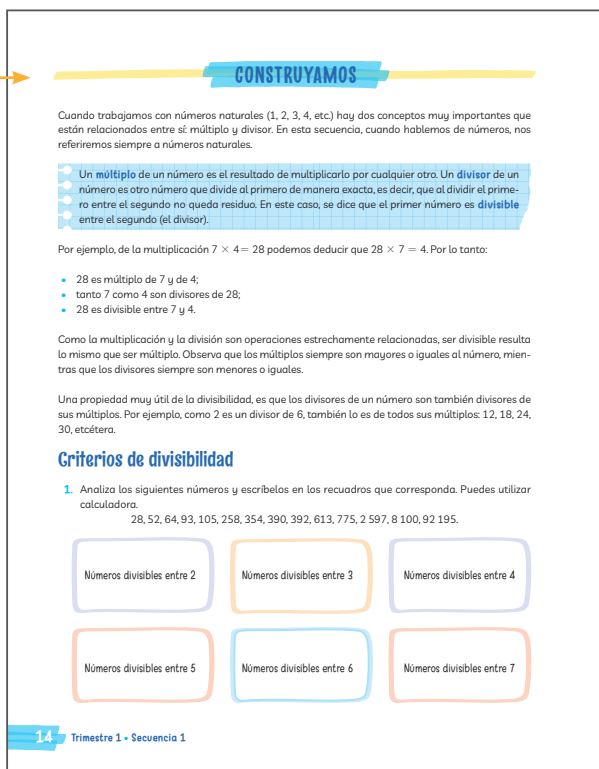 CONSTRUYAMOS
Cuando trabajamos con números naturales (1, 2, 3, 4, etc.) hay dos conceptos muy importantes que
están relacionados entre sí: múltiplo y divisor. En esta secuencia, cuando hablemos de números, nos
referiremos siempre a números naturales.
Un múltiplo de un número es el resultado de multiplicarlo por cualquier otro. Un divisor de un
número es otro número que divide al primero de manera exacta, es decir, que al dividir el prime-
ro entre el segundo no queda residuo. En este caso, se dice que el primer número es divisible
entre el segundo (el divisor).
Por ejemplo, de la multiplicación 7 × 4= 28 podemos deducir que 28 × 7 = 4. Por lo tanto:
• 28 es múltiplo de 7 y de 4;
• tanto 7 como 4 son divisores de 28;
• 28 es divisible entre 7 y 4.
Como la multiplicación y la división son operaciones estrechamente relacionadas, ser divisible resulta
lo mismo que ser múltiplo. Observa que los múltiplos siempre son mayores o iguales al número, mien-
tras que los divisores siempre son menores o iguales.
Una propiedad muy útil de la divisibilidad, es que los divisores de un número son también divisores de
sus múltiplos. Por ejemplo, como 2 es un divisor de 6, también lo es de todos sus múltiplos: 12, 18, 24,
30, etcétera.
Criterios de divisibilidad
1. Analiza los siguientes números y escríbelos en los recuadros que corresponda. Puedes utilizar
calculadora.
28, 52, 64, 93, 105, 258, 354, 390, 392, 613, 775, 2 597, 8 100, 92 195.
Números divisibles entre 2
Números divisibles entre 3
Números divisibles entre 4
Números divisibles entre 5
Números divisibles entre 6
Números divisibles entre 7
14 Trimestre 1 • Secuencia 1